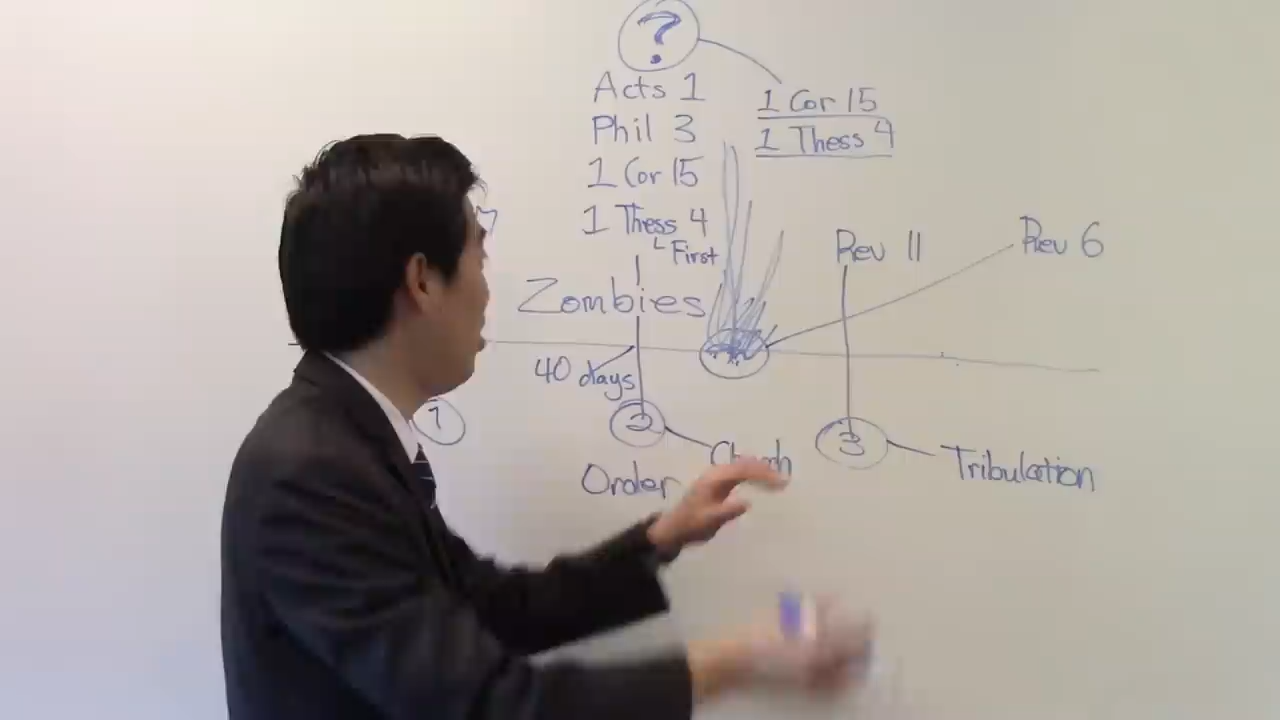 ?
Acts 1
Phil 3
1 Cor 15
1 Thess 4
First
1 Cor 15
1 Thess 4
Rev 11
Rev 6
Zombies
40 days
1
2
Church
Order
3
Tribulation